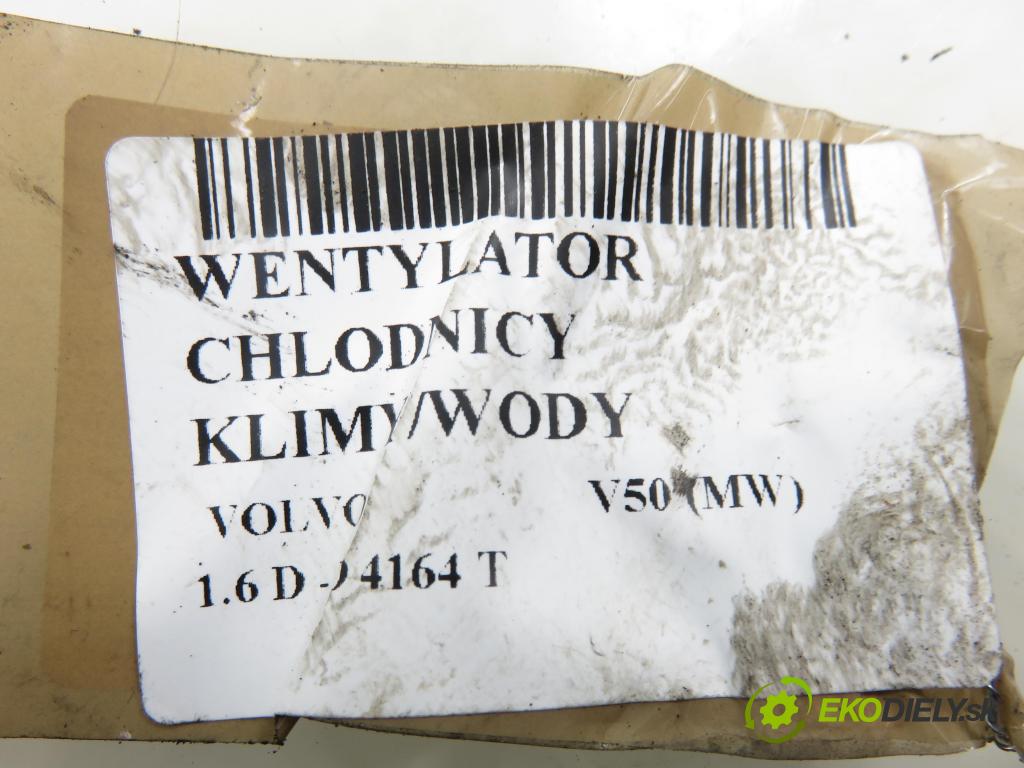 WENTYLATOR
CHLODNICY
KLIMY/WODY
VOLVO V50 (MW)
1.6 D - D 4164 T
EKODIELY.sk